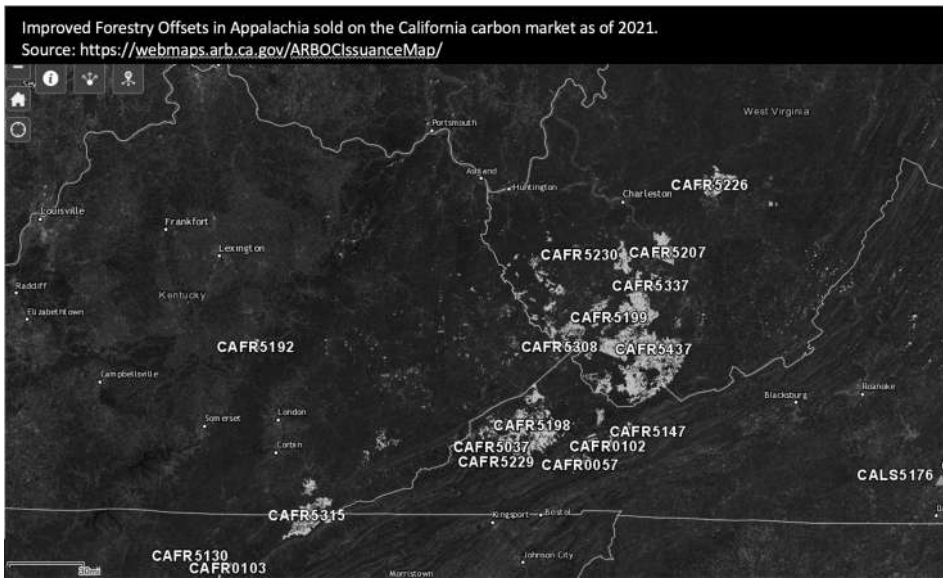 Improved Forestry Offsets in Appalachia sold on the California carbon market as of 2021.
Source: https://webmaps.arb.ca.gov/ARBOCIssuanceMap/
West Virginia
Portsmouth
Ashland
Huntington
Charleston
CAFR5226
Louisville
Frankfort
Lexington
CAFR5230
CAFR5207
Radcliff
Kentucky
CAFR5337
Elizabethtown
CAFR5199
CAFR5192
CAFR5308
CAFR5437
Campbellsville
Roanoke
Blacksburg
Somerset
London
CAFR5198
CAFR5147
Corbin
CAFR5037
CAFR0102
CAFR5229
CAFR0057
CALS5176
CAFR5315
Kingsport
Bristol
CAFR5130
Johnson City
CAFR0103
30mi
Morristown